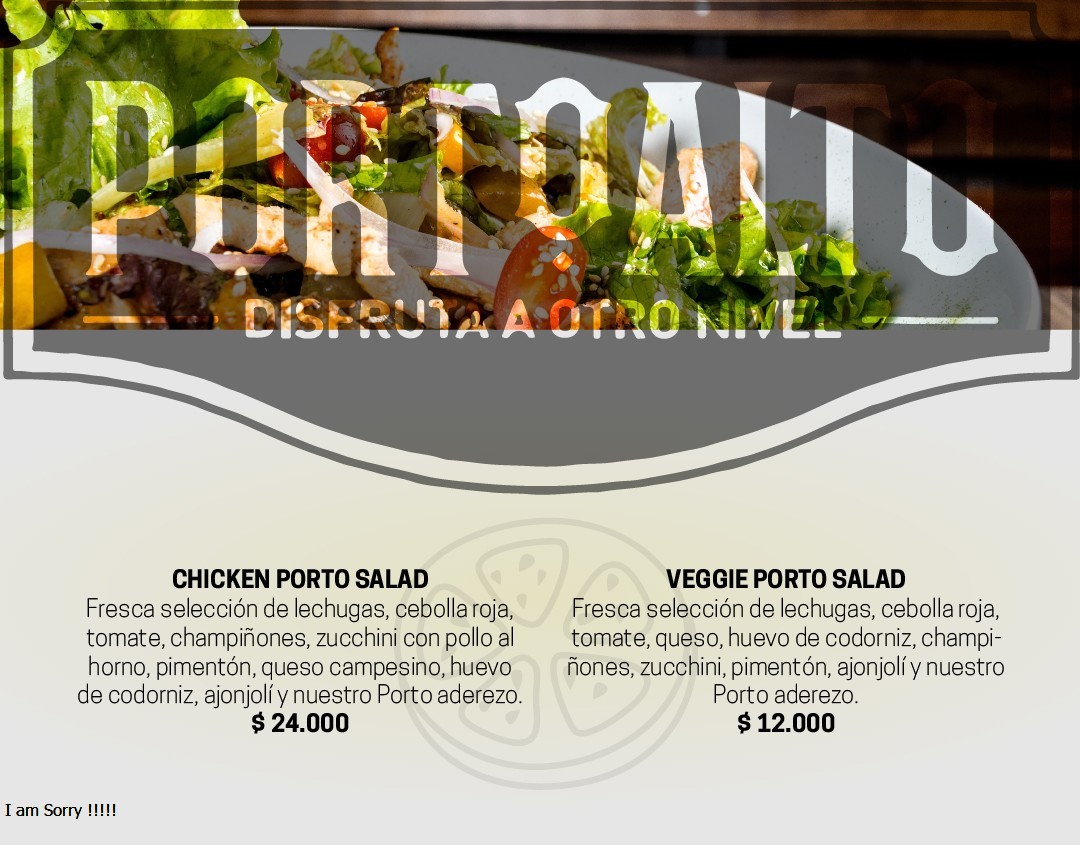 PORTOALTO
DISFRUTA A OTRO NIVEL
CHICKEN PORTO SALAD
Fresca selección de lechugas, cebolla roja,
tomate, champiñones, zucchini con pollo al
horno, pimentón, queso campesino, huevo
de codorniz, ajonjolí y nuestro Porto aderezo.
$ 24.000
VEGGIE PORTO SALAD
Fresca selección de lechugas, cebolla roja,
tomate, queso, huevo de codorniz, champi-
ñones, zucchini, pimentón, ajonjolí y nuestro
Porto aderezo.
$ 12.000
I am Sorry !!!!!